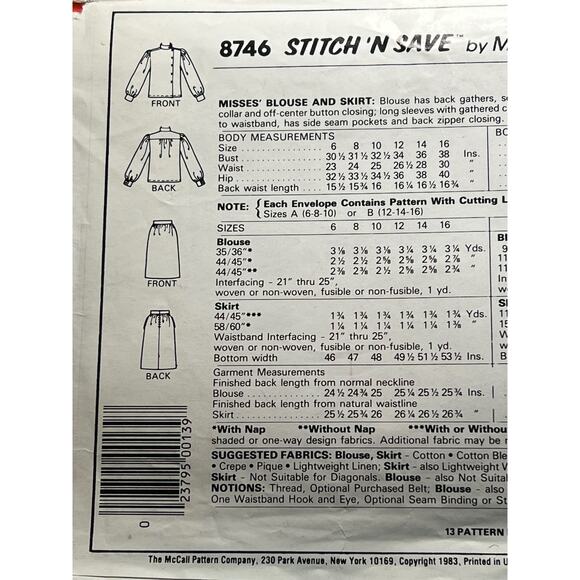 8746 STITCH 'N SAVE™ by M
FRONT
BACK
FRONT
BACK
MISSES' BLOUSE AND SKIRT: Blouse has back gathers, se
collar and off-center button closing; long sleeves with gathered c
to waistband, has side seam pockets and back zipper closing.
BODY MEASUREMENTS BO
Size 6 8 10 12 14 16
Bust 30½ 31½ 32½ 34 36 38 Ins.
Waist 23 24 25 26½ 28 30 "
Hip 32½ 33½ 34½ 36 38 40 "
Back waist length 15½ 15¾ 16 16¼ 16½ 16¾ "
NOTE: { Each Envelope Contains Pattern With Cutting L
Sizes A (6-8-10) or B (12-14-16)
SIZES 6 8 10 12 14 16
Blouse
35/36"* 3⅛ 3⅛ 3⅛ 3¼ 3¼ 3¼ Yds.
44/45"* 2½ 2½ 2⅝ 2⅝ 2⅝ 2⅞ "
44/45"** 2⅜ 2⅜ 2½ 2⅝ 2⅝ 2¾ "
Interfacing - 21" thru 25",
woven or non-woven, fusible or non-fusible, 1 yd.
Skirt
44/45"*** 1¾ 1¾ 1¾ 1¾ 1¾ 1¾ Yds.
58/60"* 1¼ 1¼ 1¼ 1¼ 1¼ 1⅜ "
Waistband Interfacing - 21" thru 25",
woven or non-woven, fusible or non-fusible, 1 yd.
Bottom width 46 47 48 49½ 51½ 53½ Ins.
Garment Measurements
Finished back length from normal neckline
Blouse 24½ 24¾ 25 25¼ 25½ 25¾ Ins.
Finished back length from natural waistline
Skirt 25½ 25¾ 26 26¼ 26½ 26¾ "
*With Nap **Without Nap ***With or Withou
shaded or one-way design fabrics. Additional fabric may be n
SUGGESTED FABRICS: Blouse, Skirt - Cotton • Cotton Ble
• Crepe • Pique • Lightweight Linen; Skirt - also Lightweight W
Skirt - Not Suitable for Diagonals. Blouse - also Not Suitabl
NOTIONS: Thread, Optional Purchased Belt; Blouse - also
One Waistband Hook and Eye, Optional Seam Binding or St
23795 00139
0
13 PATTERN
The McCall Pattern Company, 230 Park Avenue, New York 10169, Copyright 1983, Printed in U